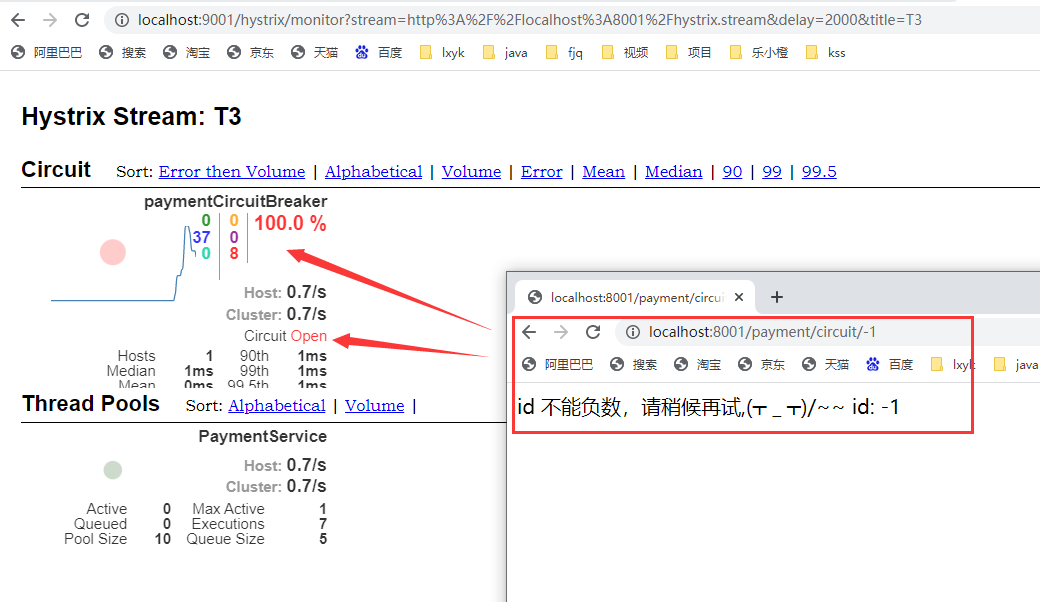 localhost:9001/hystrix/monitor?stream=http%3A%2F%2Flocalhost%3A8001%2Fhystrix.stream&delay=2000&title=T3
阿里巴巴 搜索 淘宝 京东 天猫 百度 lxyk java fjq 视频 项目 乐小橙 kss
Hystrix Stream: T3
Circuit Sort: Error then Volume | Alphabetical | Volume | Error | Mean | Median | 90 | 99 | 99.5
paymentCircuitBreaker
0 0 100.0 %
37 0
0 8
Host: 0.7/s
Cluster: 0.7/s
Circuit Open
Hosts 1 90th 1ms
Median 1ms 99th 1ms
Mean 0ms 99.5th 1ms
Thread Pools Sort: Alphabetical | Volume |
PaymentService
Host: 0.7/s
Cluster: 0.7/s
Active 0 Max Active 1
Queued 0 Executions 7
Pool Size 10 Queue Size 5
localhost:8001/payment/circui
localhost:8001/payment/circuit/-1
阿里巴巴 搜索 淘宝 京东 天猫 百度 lxyk java
id 不能负数，请稍候再试,(┬＿┬)/~~ id: -1